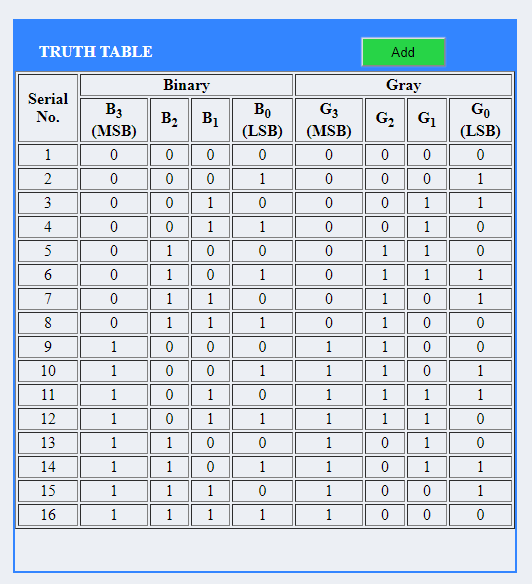 TRUTH TABLE Add
Serial No. Binary Gray
B3 (MSB) B2 B1 B0 (LSB) G3 (MSB) G2 G1 G0 (LSB)
1 0 0 0 0 0 0 0 0
2 0 0 0 1 0 0 0 1
3 0 0 1 0 0 0 1 1
4 0 0 1 1 0 0 1 0
5 0 1 0 0 0 1 1 0
6 0 1 0 1 0 1 1 1
7 0 1 1 0 0 1 0 1
8 0 1 1 1 0 1 0 0
9 1 0 0 0 1 1 0 0
10 1 0 0 1 1 1 0 1
11 1 0 1 0 1 1 1 1
12 1 0 1 1 1 1 1 0
13 1 1 0 0 1 0 1 0
14 1 1 0 1 1 0 1 1
15 1 1 1 0 1 0 0 1
16 1 1 1 1 1 0 0 0